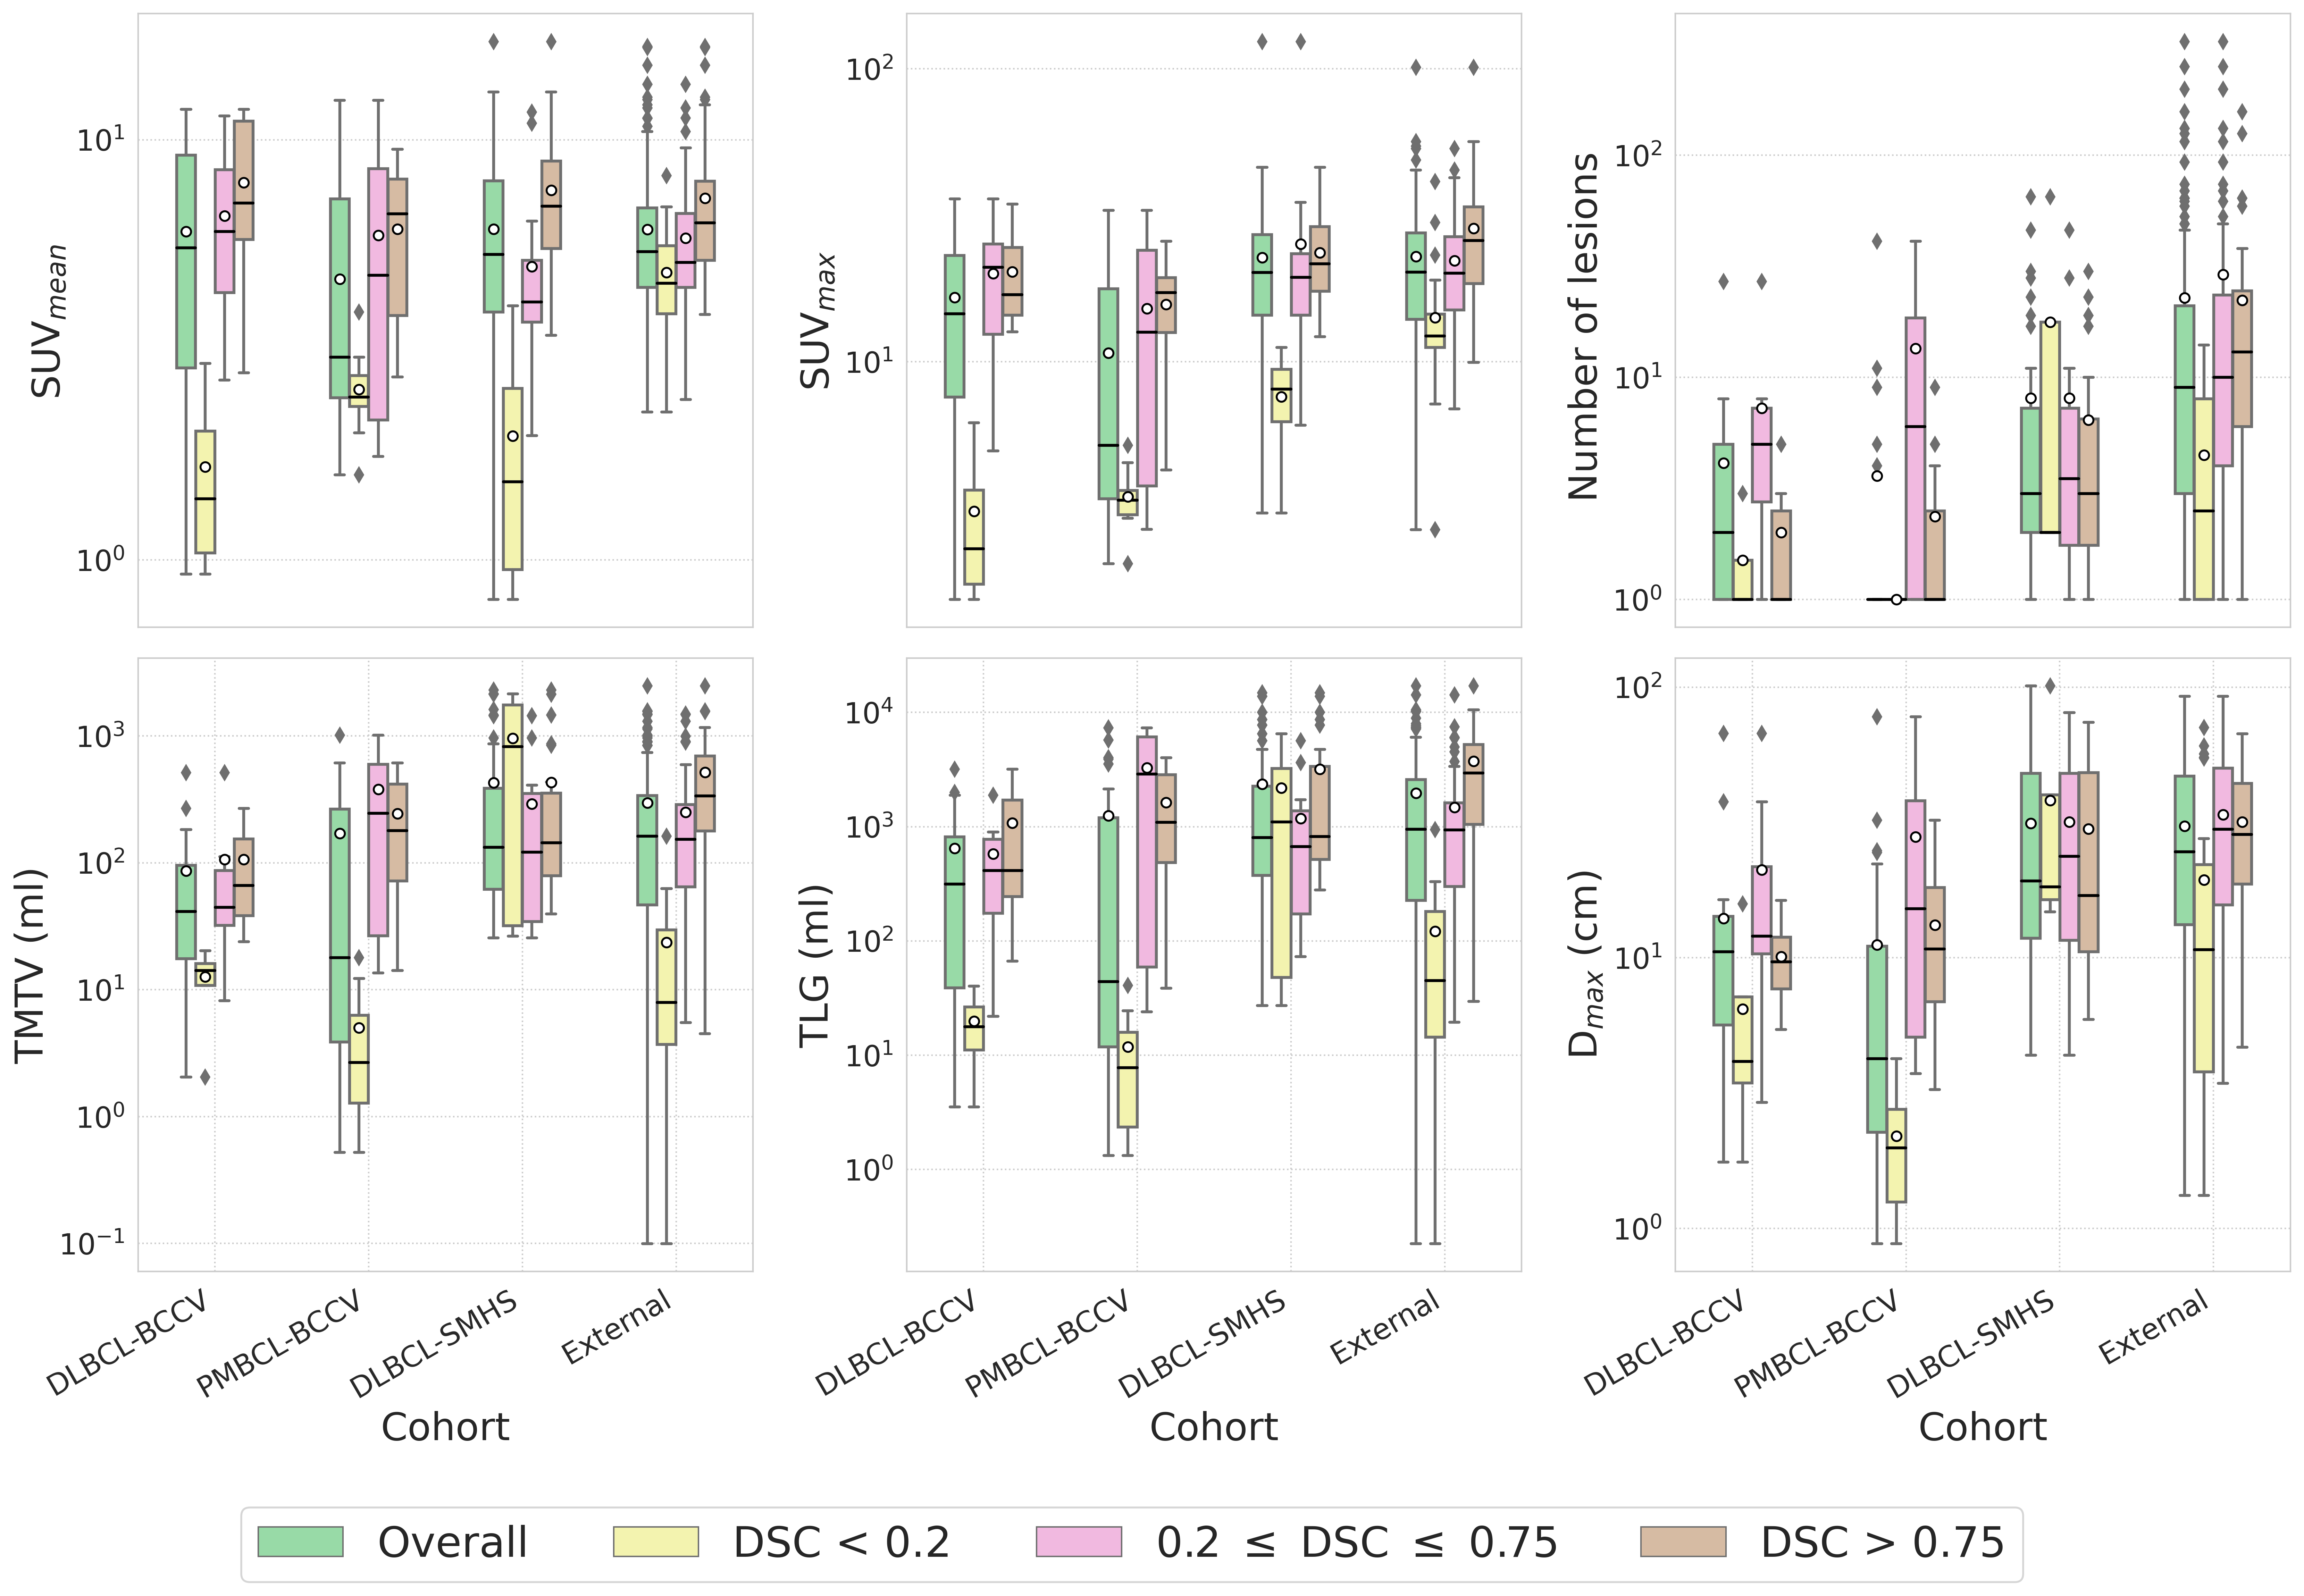 SUVmean
10¹
10⁰
SUVmax
10²
10¹
Number of lesions
10²
10¹
10⁰
TMTV (ml)
10³
10²
10¹
10⁰
10⁻¹
TLG (ml)
10⁴
10³
10²
10¹
10⁰
Dmax (cm)
10²
10¹
10⁰
DLBCL-BCCV
PMBCL-BCCV
DLBCL-SMHS
External
Cohort
DLBCL-BCCV
PMBCL-BCCV
DLBCL-SMHS
External
Cohort
DLBCL-BCCV
PMBCL-BCCV
DLBCL-SMHS
External
Cohort
Overall
DSC < 0.2
0.2 ≤ DSC ≤ 0.75
DSC > 0.75